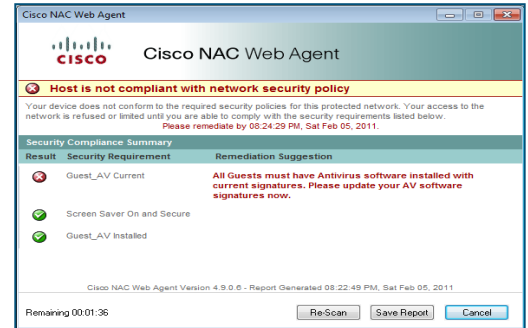 Cisco NAC Web Agent
CISCO
Cisco NAC Web Agent
Host is not compliant with network security policy
Your device does not conform to the required security policies for this protected network. Your access to the
network is refused or limited until you are able to comply with the security requirements listed below.
Please remediate by 08:24:29 PM, Sat Feb 05, 2011.
Security Compliance Summary
Result Security Requirement Remediation Suggestion
Guest_AV Current All Guests must have Antivirus software installed with
current signatures. Please update your AV software
signatures now.
Screen Saver On and Secure
Guest_AV Installed
Cisco NAC Web Agent Version 4.9.0.6 - Report Generated 08:22:49 PM, Sat Feb 05, 2011
Remaining 00:01:36 Re-Scan Save Report Cancel